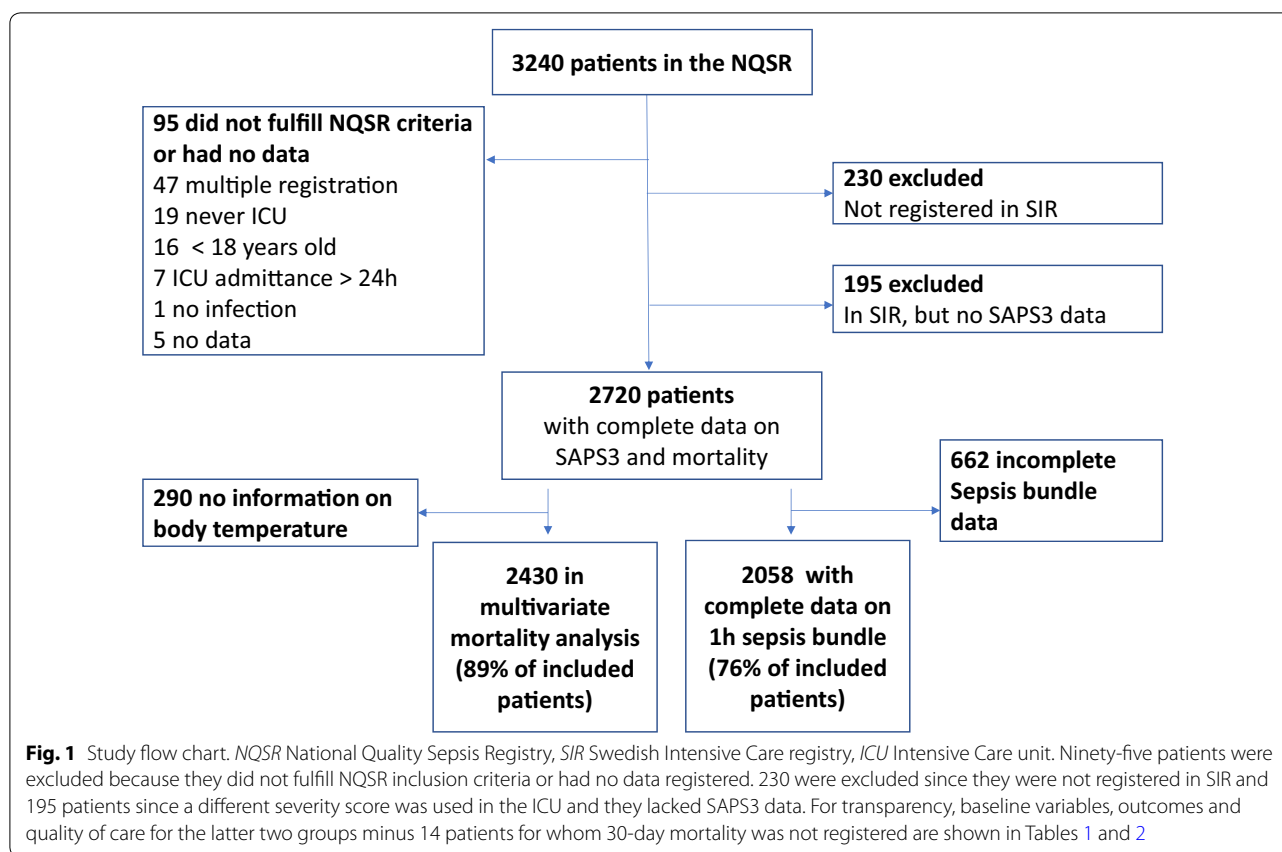 3240 patients in the NQSR
95 did not fulfill NQSR criteria
or had no data
47 multiple registration
19 never ICU
16 < 18 years old
7 ICU admittance > 24h
1 no infection
5 no data
230 excluded
Not registered in SIR
195 excluded
In SIR, but no SAPS3 data
2720 patients
with complete data on
SAPS3 and mortality
290 no information on
body temperature
662 incomplete
Sepsis bundle
data
2430 in
multivariate
mortality analysis
(89% of included
patients)
2058 with
complete data on
1h sepsis bundle
(76% of included
patients)
Fig. 1 Study flow chart. NQSR National Quality Sepsis Registry, SIR Swedish Intensive Care registry, ICU Intensive Care unit. Ninety-five patients were
excluded because they did not fulfill NQSR inclusion criteria or had no data registered. 230 were excluded since they were not registered in SIR and
195 patients since a different severity score was used in the ICU and they lacked SAPS3 data. For transparency, baseline variables, outcomes and
quality of care for the latter two groups minus 14 patients for whom 30-day mortality was not registered are shown in Tables 1 and 2